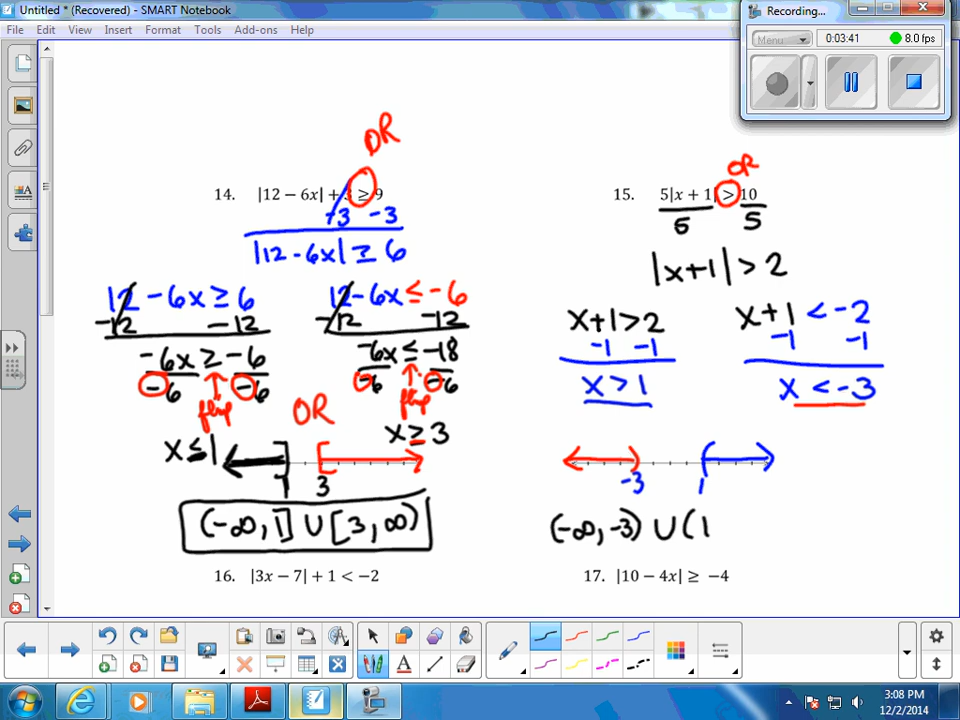 Untitled * (Recovered) - SMART Notebook
File Edit View Insert Format Tools Add-ons Help
Recording...
Menu
0:03:41
8.0 fps
OR
14. |12 − 6x| + 3 ≥ 9
-3 -3
|12 - 6x| ≥ 6
12 - 6x ≥ 6
-12 -12
-6x ≥ -6
-6 -6
flip
x ≤ 1
12 - 6x ≤ -6
-12 -12
-6x ≤ -18
-6 -6
flip
OR
x ≥ 3
1 3
(-∞, 1] ∪ [3, ∞)
OR
15. 5|x + 1| > 10
5 5
|x+1| > 2
x+1 > 2
-1 -1
x > 1
x+1 < -2
-1 -1
x < -3
-3 1
(-∞, -3) ∪ (1
16. |3x − 7| + 1 < −2
17. |10 − 4x| ≥ −4
A
3:08 PM
12/2/2014